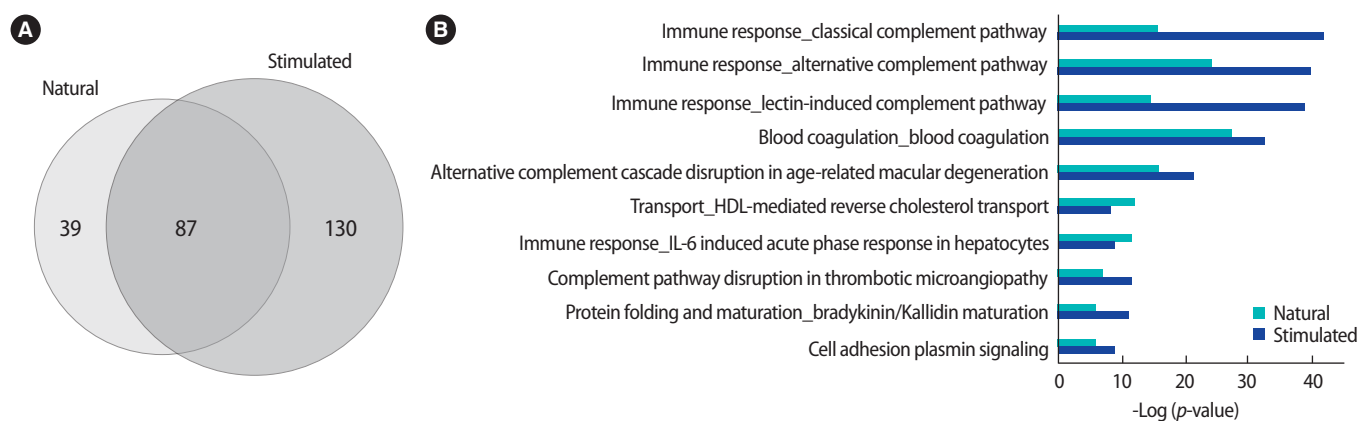 A
Natural
Stimulated
39
87
130
B
Immune response_classical complement pathway
Immune response_alternative complement pathway
Immune response_lectin-induced complement pathway
Blood coagulation_blood coagulation
Alternative complement cascade disruption in age-related macular degeneration
Transport_HDL-mediated reverse cholesterol transport
Immune response_IL-6 induced acute phase response in hepatocytes
Complement pathway disruption in thrombotic microangiopathy
Protein folding and maturation_bradykinin/Kallidin maturation
Cell adhesion plasmin signaling
Natural
Stimulated
0 10 20 30 40
-Log (p-value)